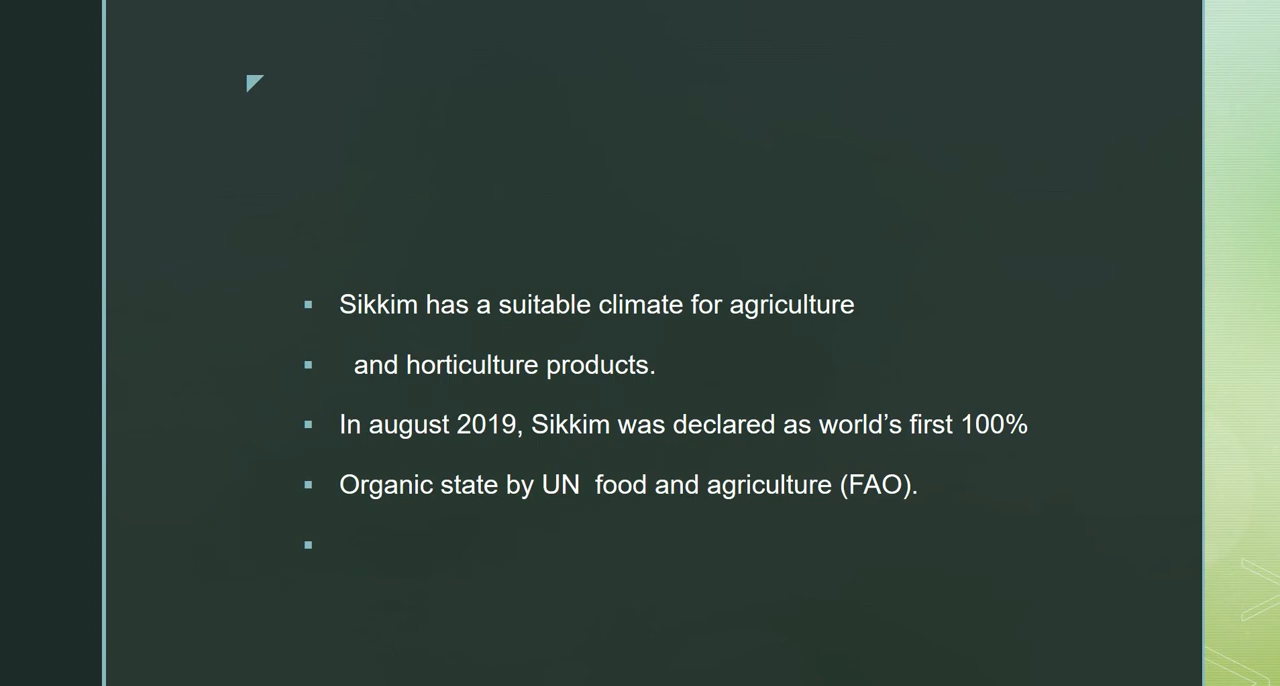 Sikkim has a suitable climate for agriculture
and horticulture products.
In august 2019, Sikkim was declared as world’s first 100%
Organic state by UN  food and agriculture (FAO).